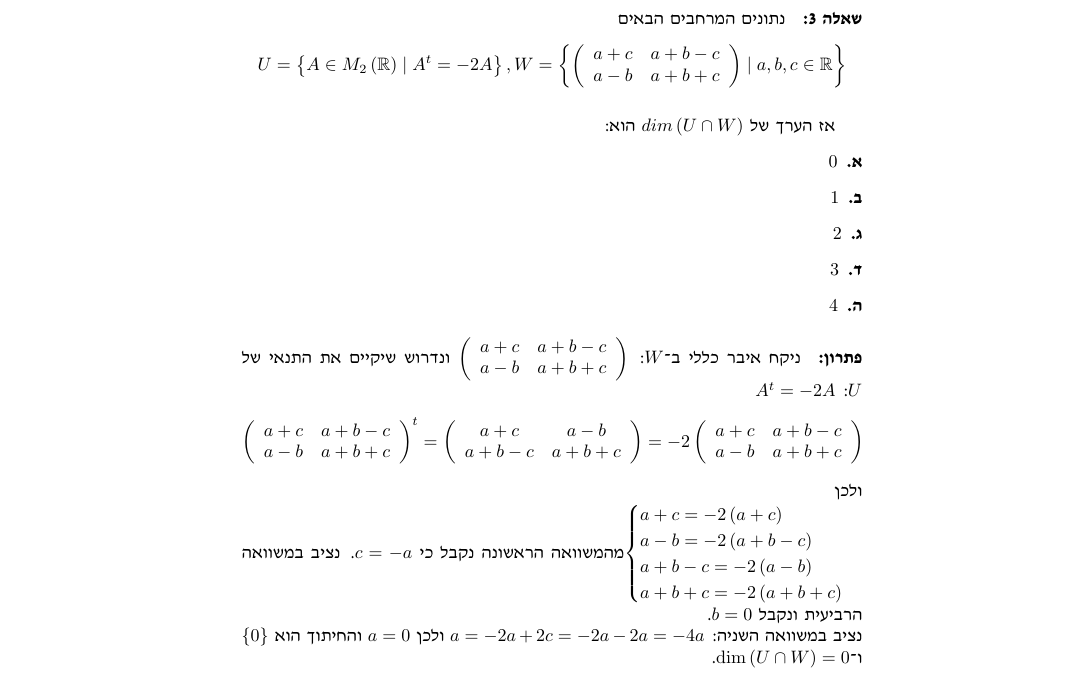 שאלה 3: נתונים המרחבים הבאים
U = {A ∈ M₂ (ℝ) | Aᵗ = −2A} , W = { ( a + c   a + b − c ; a − b   a + b + c ) | a, b, c ∈ ℝ }
אז הערך של dim (U ∩ W) הוא:
א. 0
ב. 1
ג. 2
ד. 3
ה. 4
פתרון: ניקח איבר כללי ב־W: ( a + c   a + b − c ; a − b   a + b + c ) ונדרוש שיקיים את התנאי של
U: Aᵗ = −2A
( a + c   a + b − c ; a − b   a + b + c )ᵗ = ( a + c   a − b ; a + b − c   a + b + c ) = −2 ( a + c   a + b − c ; a − b   a + b + c )
ולכן
{ a + c = −2 (a + c)
a − b = −2 (a + b − c)
a + b − c = −2 (a − b)
a + b + c = −2 (a + b + c)
מהמשוואה הראשונה נקבל כי c = −a. נציב במשוואה
הרביעית ונקבל b = 0.
נציב במשוואה השניה: a = −2a + 2c = −2a − 2a = −4a ולכן a = 0 והחיתוך הוא {0}
ו־dim (U ∩ W) = 0.